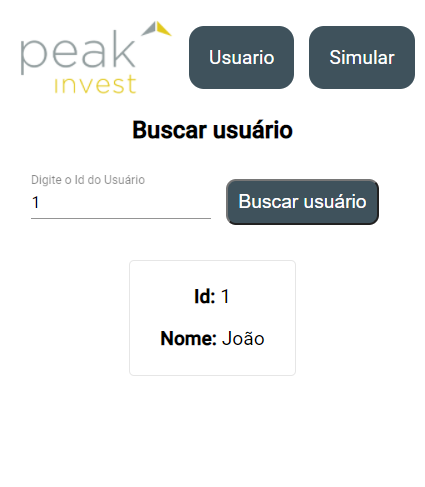 peak
invest
Usuario
Simular
Buscar usuário
Digite o Id do Usuário
1
Buscar usuário
Id: 1
Nome: João